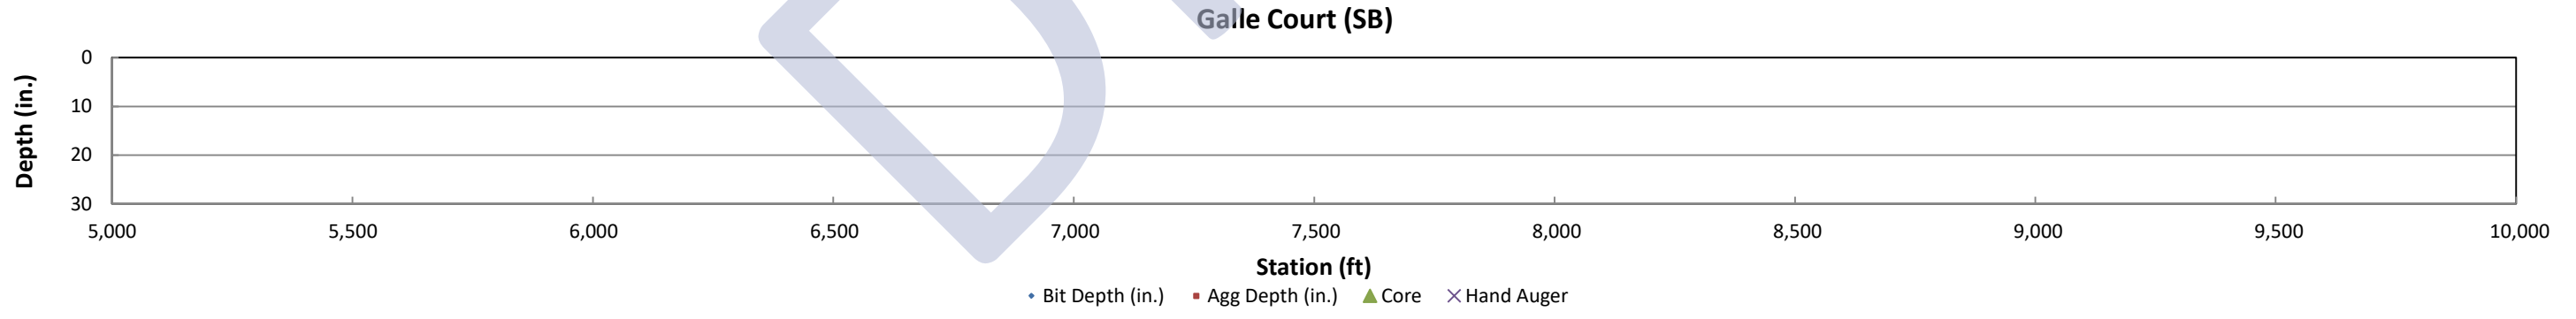 Galle Court (SB)
Depth (in.)
0
10
20
30
5,000 5,500 6,000 6,500 7,000 7,500 8,000 8,500 9,000 9,500 10,000
Station (ft)
Bit Depth (in.) Agg Depth (in.) Core Hand Auger